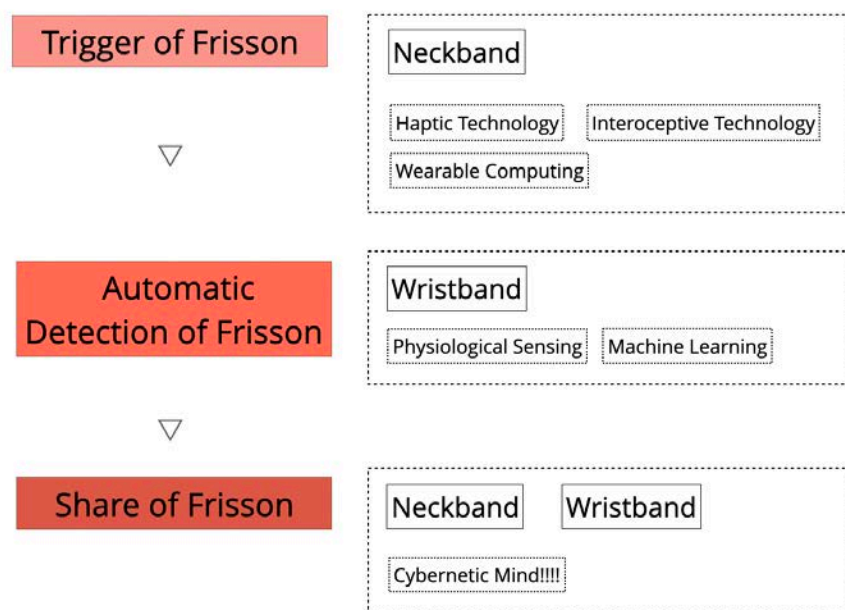 Trigger of Frisson
Neckband
Haptic Technology
Interoceptive Technology
Wearable Computing
Automatic
Detection of Frisson
Wristband
Physiological Sensing
Machine Learning
Share of Frisson
Neckband
Wristband
Cybernetic Mind!!!!